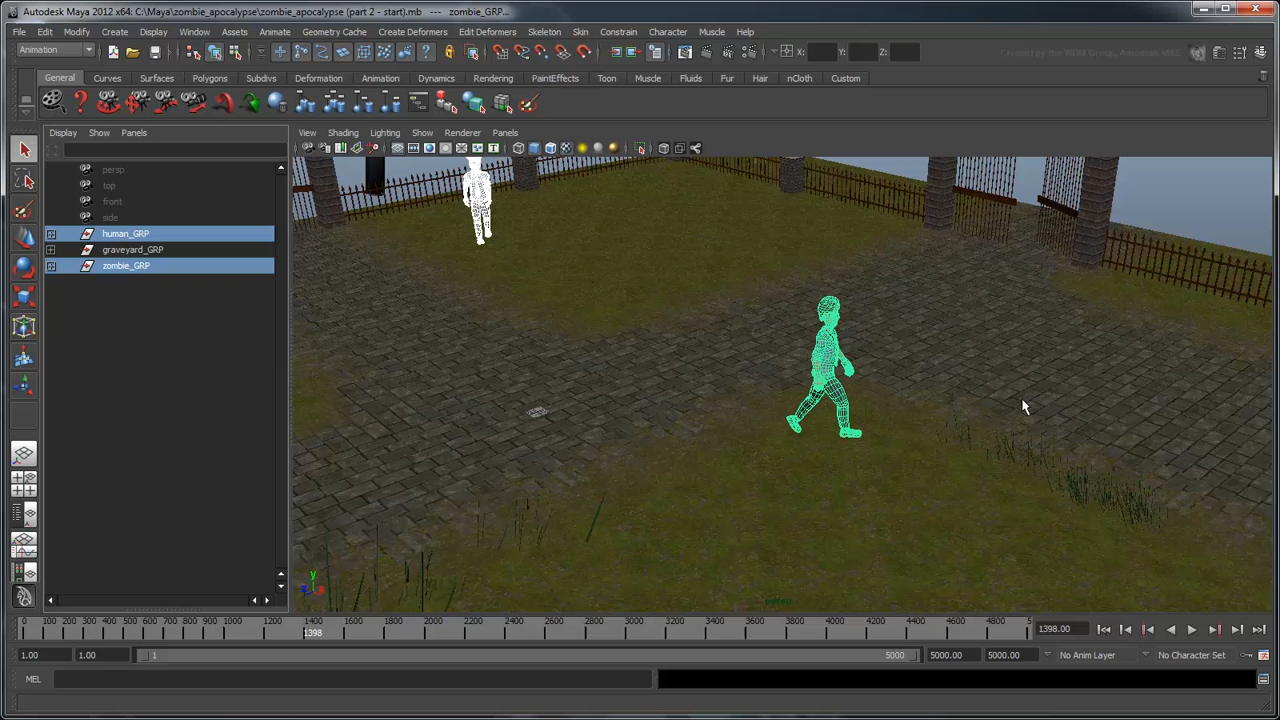 Autodesk Maya 2012 x64: C:\Maya\zombie_apocalypse\zombie_apocalypse (part 2 - start).mb   ---   zombie_GRP...
File Edit Modify Create Display Window Assets Animate Geometry Cache Create Deformers Edit Deformers Skeleton Skin Constrain Character Muscle Help
Animation X: Y: Z:
General Curves Surfaces Polygons Subdivs Deformation Animation Dynamics Rendering PaintEffects Toon Muscle Fluids Fur Hair nCloth Custom
Display Show Panels View Shading Lighting Show Renderer Panels
persp
top
front
side
human_GRP
graveyard_GRP
zombie_GRP
y
persp
0 100 200 300 400 500 600 700 800 900 1000 1200 1400 1600 1800 2000 2200 2400 2600 2800 3000 3200 3400 3600 3800 4000 4200 4400 4600 4800 5
1398 1398.00
1.00 1.00 1 5000 5000.00 5000.00 No Anim Layer No Character Set
MEL